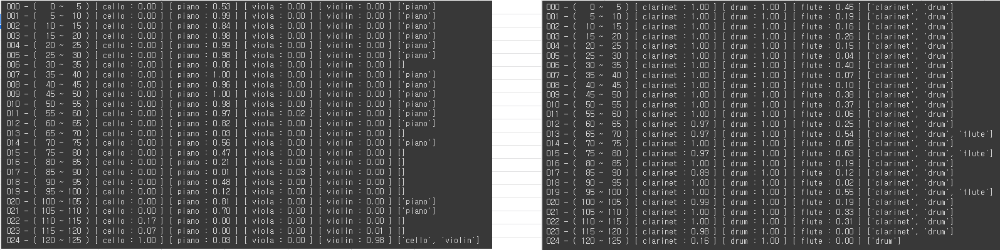 000 - (   0 ~   5 ) [ cello : 0.00 ] [ piano : 0.53 ] [ viola : 0.00 ] [ violin : 0.00 ] ['piano']
001 - (   5 ~  10 ) [ cello : 0.00 ] [ piano : 0.99 ] [ viola : 0.00 ] [ violin : 0.00 ] ['piano']
002 - (  10 ~  15 ) [ cello : 0.00 ] [ piano : 0.84 ] [ viola : 0.00 ] [ violin : 0.00 ] ['piano']
003 - (  15 ~  20 ) [ cello : 0.00 ] [ piano : 0.98 ] [ viola : 0.00 ] [ violin : 0.00 ] ['piano']
004 - (  20 ~  25 ) [ cello : 0.00 ] [ piano : 0.99 ] [ viola : 0.00 ] [ violin : 0.00 ] ['piano']
005 - (  25 ~  30 ) [ cello : 0.00 ] [ piano : 0.98 ] [ viola : 0.00 ] [ violin : 0.00 ] ['piano']
006 - (  30 ~  35 ) [ cello : 0.00 ] [ piano : 0.06 ] [ viola : 0.00 ] [ violin : 0.00 ] []
007 - (  35 ~  40 ) [ cello : 0.00 ] [ piano : 1.00 ] [ viola : 0.00 ] [ violin : 0.00 ] ['piano']
008 - (  40 ~  45 ) [ cello : 0.00 ] [ piano : 0.96 ] [ viola : 0.00 ] [ violin : 0.00 ] ['piano']
009 - (  45 ~  50 ) [ cello : 0.00 ] [ piano : 1.00 ] [ viola : 0.00 ] [ violin : 0.00 ] ['piano']
010 - (  50 ~  55 ) [ cello : 0.00 ] [ piano : 0.98 ] [ viola : 0.00 ] [ violin : 0.00 ] ['piano']
011 - (  55 ~  60 ) [ cello : 0.00 ] [ piano : 0.97 ] [ viola : 0.02 ] [ violin : 0.00 ] ['piano']
012 - (  60 ~  65 ) [ cello : 0.00 ] [ piano : 0.82 ] [ viola : 0.00 ] [ violin : 0.00 ] ['piano']
013 - (  65 ~  70 ) [ cello : 0.00 ] [ piano : 0.03 ] [ viola : 0.00 ] [ violin : 0.00 ] []
014 - (  70 ~  75 ) [ cello : 0.00 ] [ piano : 0.56 ] [ viola : 0.00 ] [ violin : 0.00 ] ['piano']
015 - (  75 ~  80 ) [ cello : 0.00 ] [ piano : 0.47 ] [ viola : 0.00 ] [ violin : 0.00 ] []
016 - (  80 ~  85 ) [ cello : 0.00 ] [ piano : 0.21 ] [ viola : 0.00 ] [ violin : 0.00 ] []
017 - (  85 ~  90 ) [ cello : 0.00 ] [ piano : 0.01 ] [ viola : 0.03 ] [ violin : 0.00 ] []
018 - (  90 ~  95 ) [ cello : 0.00 ] [ piano : 0.48 ] [ viola : 0.00 ] [ violin : 0.00 ] []
019 - (  95 ~ 100 ) [ cello : 0.00 ] [ piano : 0.12 ] [ viola : 0.00 ] [ violin : 0.00 ] []
020 - ( 100 ~ 105 ) [ cello : 0.00 ] [ piano : 0.81 ] [ viola : 0.00 ] [ violin : 0.00 ] ['piano']
021 - ( 105 ~ 110 ) [ cello : 0.00 ] [ piano : 0.70 ] [ viola : 0.00 ] [ violin : 0.00 ] ['piano']
022 - ( 110 ~ 115 ) [ cello : 0.17 ] [ piano : 0.00 ] [ viola : 0.00 ] [ violin : 0.00 ] []
023 - ( 115 ~ 120 ) [ cello : 0.07 ] [ piano : 0.00 ] [ viola : 0.00 ] [ violin : 0.01 ] []
024 - ( 120 ~ 125 ) [ cello : 1.00 ] [ piano : 0.03 ] [ viola : 0.00 ] [ violin : 0.98 ] ['cello', 'violin']
000 - (   0 ~   5 ) [ clarinet : 1.00 ] [ drum : 1.00 ] [ flute : 0.46 ] ['clarinet', 'drum']
001 - (   5 ~  10 ) [ clarinet : 1.00 ] [ drum : 1.00 ] [ flute : 0.19 ] ['clarinet', 'drum']
002 - (  10 ~  15 ) [ clarinet : 1.00 ] [ drum : 1.00 ] [ flute : 0.16 ] ['clarinet', 'drum']
003 - (  15 ~  20 ) [ clarinet : 1.00 ] [ drum : 1.00 ] [ flute : 0.26 ] ['clarinet', 'drum']
004 - (  20 ~  25 ) [ clarinet : 1.00 ] [ drum : 1.00 ] [ flute : 0.15 ] ['clarinet', 'drum']
005 - (  25 ~  30 ) [ clarinet : 1.00 ] [ drum : 1.00 ] [ flute : 0.04 ] ['clarinet', 'drum']
006 - (  30 ~  35 ) [ clarinet : 1.00 ] [ drum : 1.00 ] [ flute : 0.40 ] ['clarinet', 'drum']
007 - (  35 ~  40 ) [ clarinet : 1.00 ] [ drum : 1.00 ] [ flute : 0.07 ] ['clarinet', 'drum']
008 - (  40 ~  45 ) [ clarinet : 1.00 ] [ drum : 1.00 ] [ flute : 0.10 ] ['clarinet', 'drum']
009 - (  45 ~  50 ) [ clarinet : 1.00 ] [ drum : 1.00 ] [ flute : 0.38 ] ['clarinet', 'drum']
010 - (  50 ~  55 ) [ clarinet : 1.00 ] [ drum : 1.00 ] [ flute : 0.37 ] ['clarinet', 'drum']
011 - (  55 ~  60 ) [ clarinet : 1.00 ] [ drum : 1.00 ] [ flute : 0.06 ] ['clarinet', 'drum']
012 - (  60 ~  65 ) [ clarinet : 0.97 ] [ drum : 1.00 ] [ flute : 0.25 ] ['clarinet', 'drum']
013 - (  65 ~  70 ) [ clarinet : 0.97 ] [ drum : 1.00 ] [ flute : 0.54 ] ['clarinet', 'drum', 'flute']
014 - (  70 ~  75 ) [ clarinet : 1.00 ] [ drum : 1.00 ] [ flute : 0.05 ] ['clarinet', 'drum']
015 - (  75 ~  80 ) [ clarinet : 0.97 ] [ drum : 1.00 ] [ flute : 0.63 ] ['clarinet', 'drum', 'flute']
016 - (  80 ~  85 ) [ clarinet : 1.00 ] [ drum : 1.00 ] [ flute : 0.19 ] ['clarinet', 'drum']
017 - (  85 ~  90 ) [ clarinet : 0.89 ] [ drum : 1.00 ] [ flute : 0.12 ] ['clarinet', 'drum']
018 - (  90 ~  95 ) [ clarinet : 1.00 ] [ drum : 1.00 ] [ flute : 0.02 ] ['clarinet', 'drum']
019 - (  95 ~ 100 ) [ clarinet : 1.00 ] [ drum : 1.00 ] [ flute : 0.55 ] ['clarinet', 'drum', 'flute']
020 - ( 100 ~ 105 ) [ clarinet : 0.99 ] [ drum : 1.00 ] [ flute : 0.19 ] ['clarinet', 'drum']
021 - ( 105 ~ 110 ) [ clarinet : 1.00 ] [ drum : 1.00 ] [ flute : 0.33 ] ['clarinet', 'drum']
022 - ( 110 ~ 115 ) [ clarinet : 1.00 ] [ drum : 1.00 ] [ flute : 0.31 ] ['clarinet', 'drum']
023 - ( 115 ~ 120 ) [ clarinet : 0.98 ] [ drum : 1.00 ] [ flute : 0.00 ] ['clarinet', 'drum']
024 - ( 120 ~ 125 ) [ clarinet : 0.16 ] [ drum : 1.00 ] [ flute : 0.00 ] ['drum']